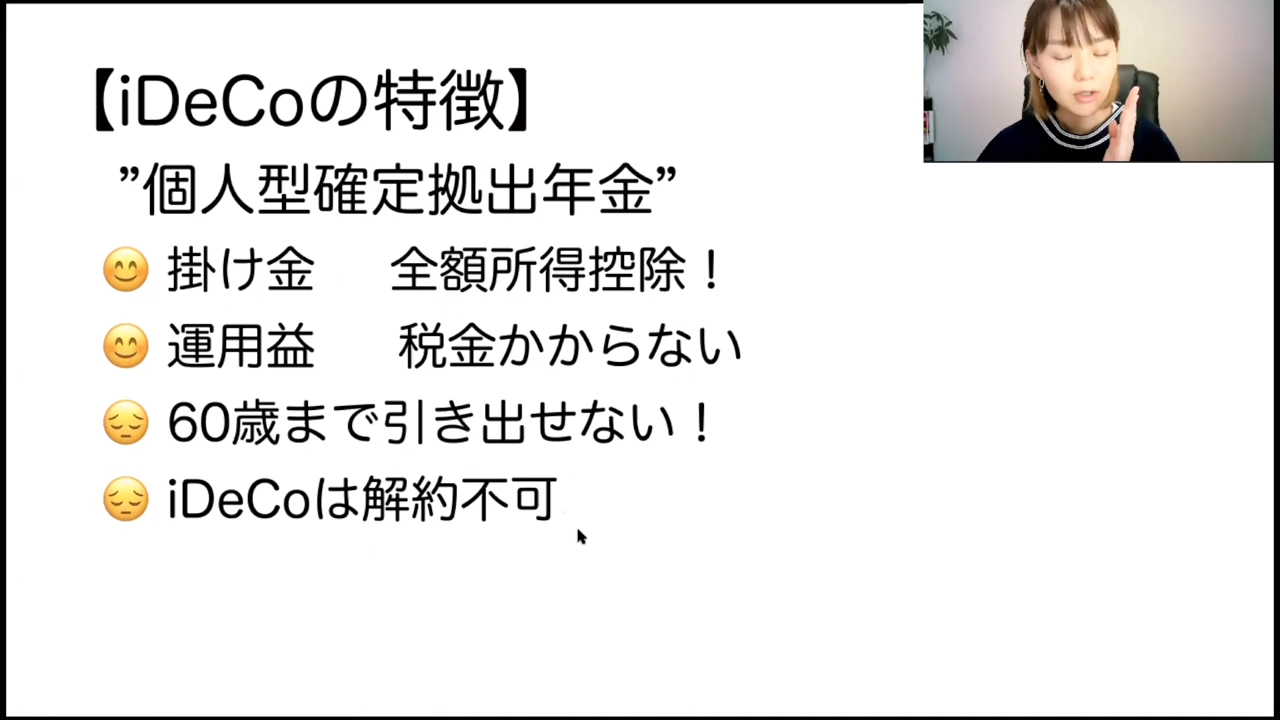 【iDeCoの特徴】
”個人型確定拠出年金”
😊 掛け金 全額所得控除！
😊 運用益 税金かからない
😔 60歳まで引き出せない！
😔 iDeCoは解約不可